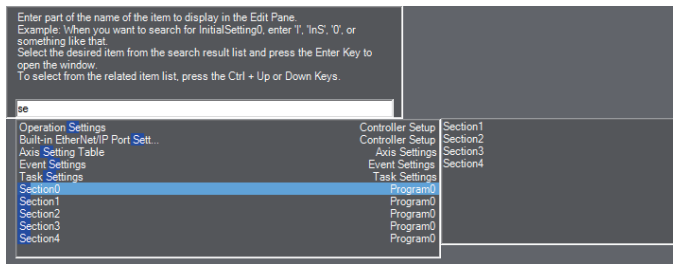 Enter part of the name of the item to display in the Edit Pane.
Example: When you want to search for InitialSetting0, enter 'I', 'InS', '0', or
something like that.
Select the desired item from the search result list and press the Enter Key to
open the window.
To select from the related item list, press the Ctrl + Up or Down Keys.
se
Operation Settings Controller Setup
Built-in EtherNet/IP Port Sett... Controller Setup
Axis Setting Table Axis Settings
Event Settings Event Settings
Task Settings Task Settings
Section0 Program0
Section1 Program0
Section2 Program0
Section3 Program0
Section4 Program0
Section1
Section2
Section3
Section4